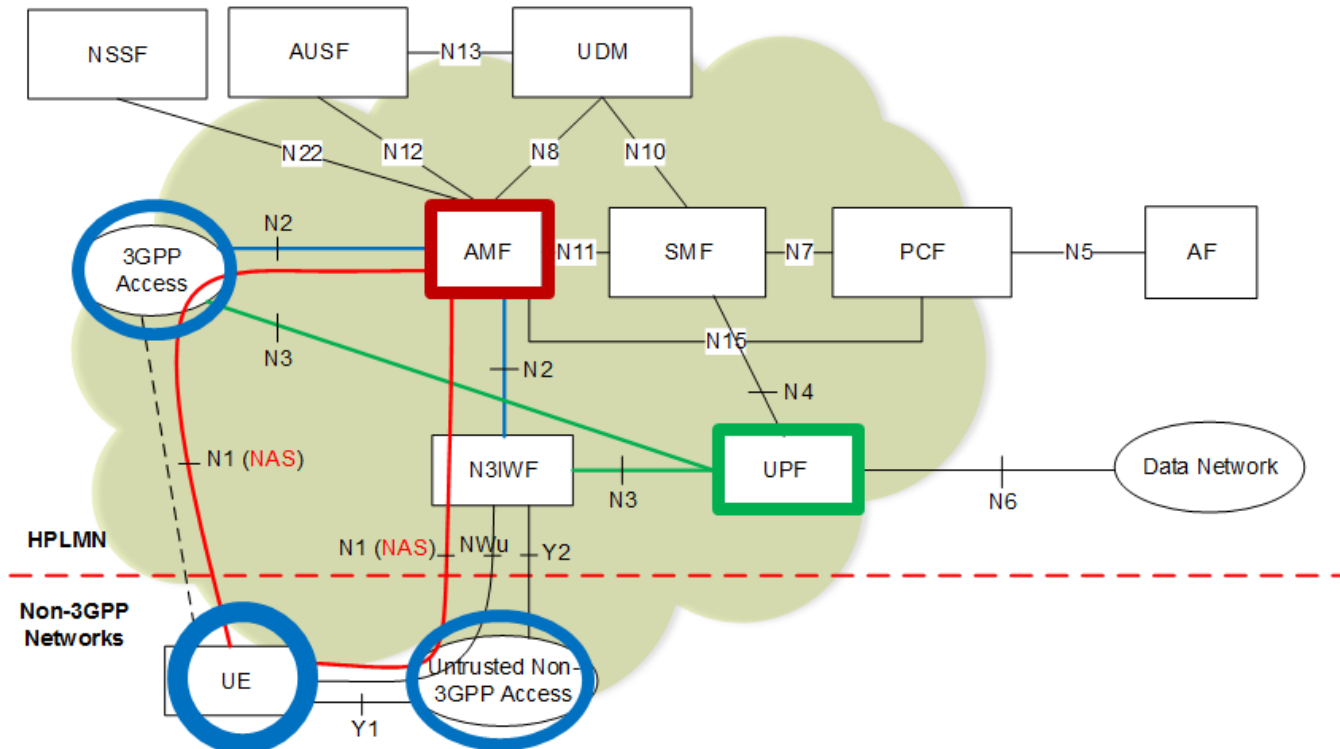 NSSF
AUSF
N13
UDM
N22
N12
N8
N10
3GPP
Access
N2
AMF
N11
SMF
N7
PCF
N5
AF
N3
N15
N2
N4
N1 (NAS)
N3IWF
N3
UPF
N6
Data Network
HPLMN
N1 (NAS)
NWu
Y2
Non-3GPP
Networks
UE
Y1
Untrusted Non-
3GPP Access